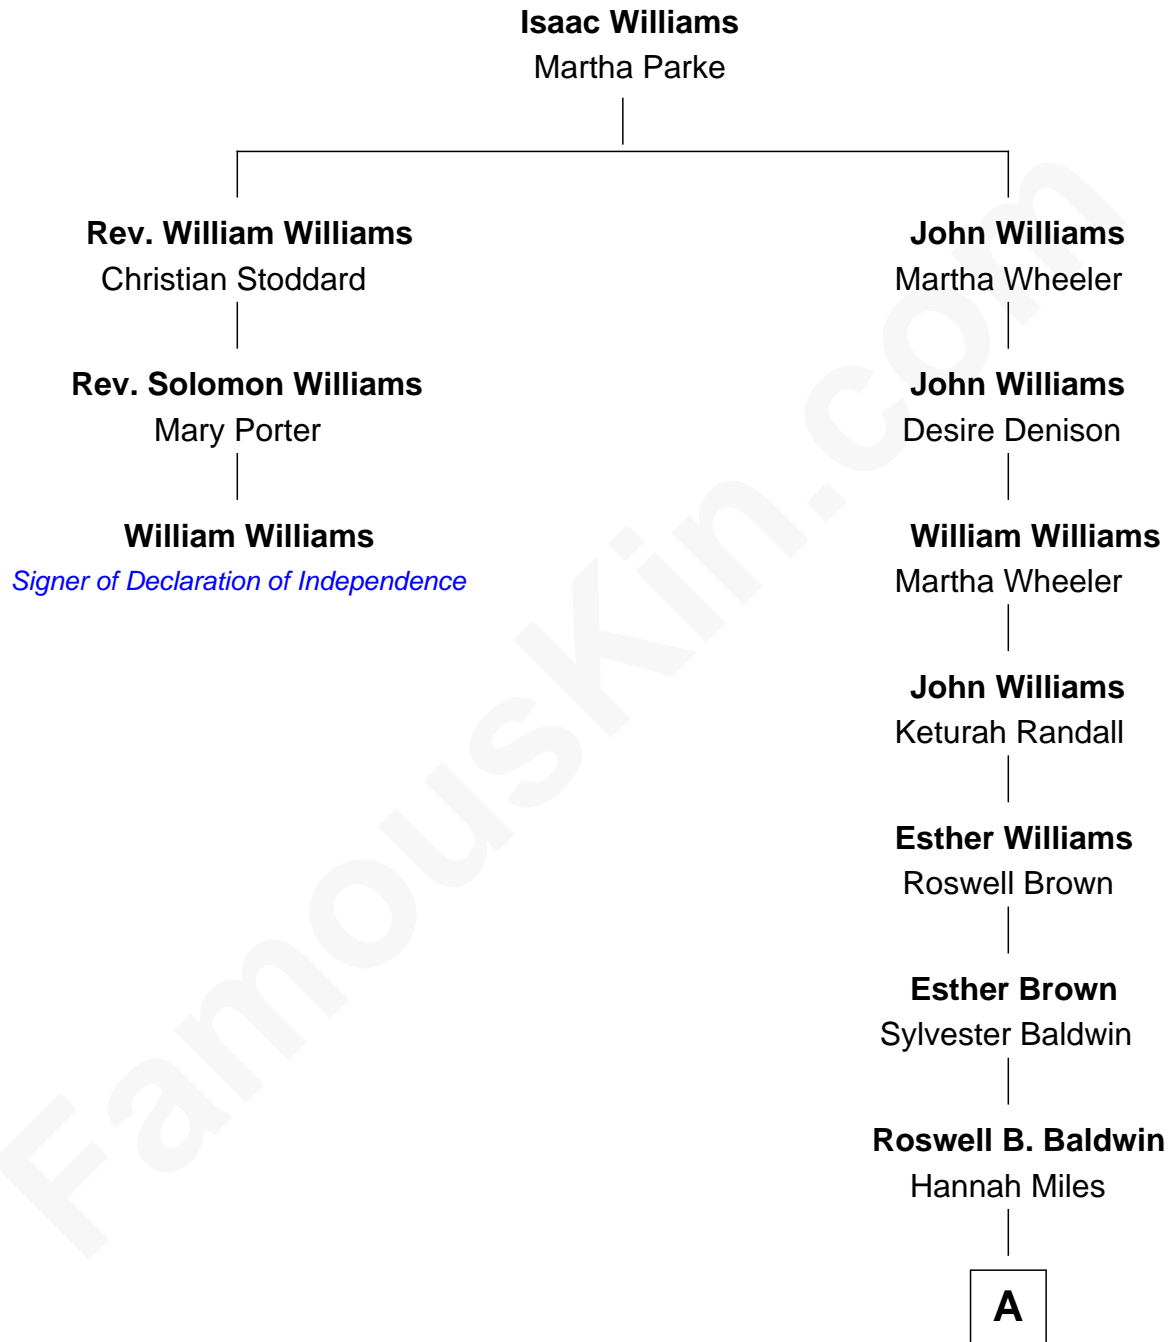 Isaac Williams
Martha Parke
Rev. William Williams
Christian Stoddard
Rev. Solomon Williams
Mary Porter
William Williams
Signer of Declaration of Independence
John Williams
Martha Wheeler
John Williams
Desire Denison
William Williams
Martha Wheeler
John Williams
Keturah Randall
Esther Williams
Roswell Brown
Esther Brown
Sylvester Baldwin
Roswell B. Baldwin
Hannah Miles
A
FamousKin.com